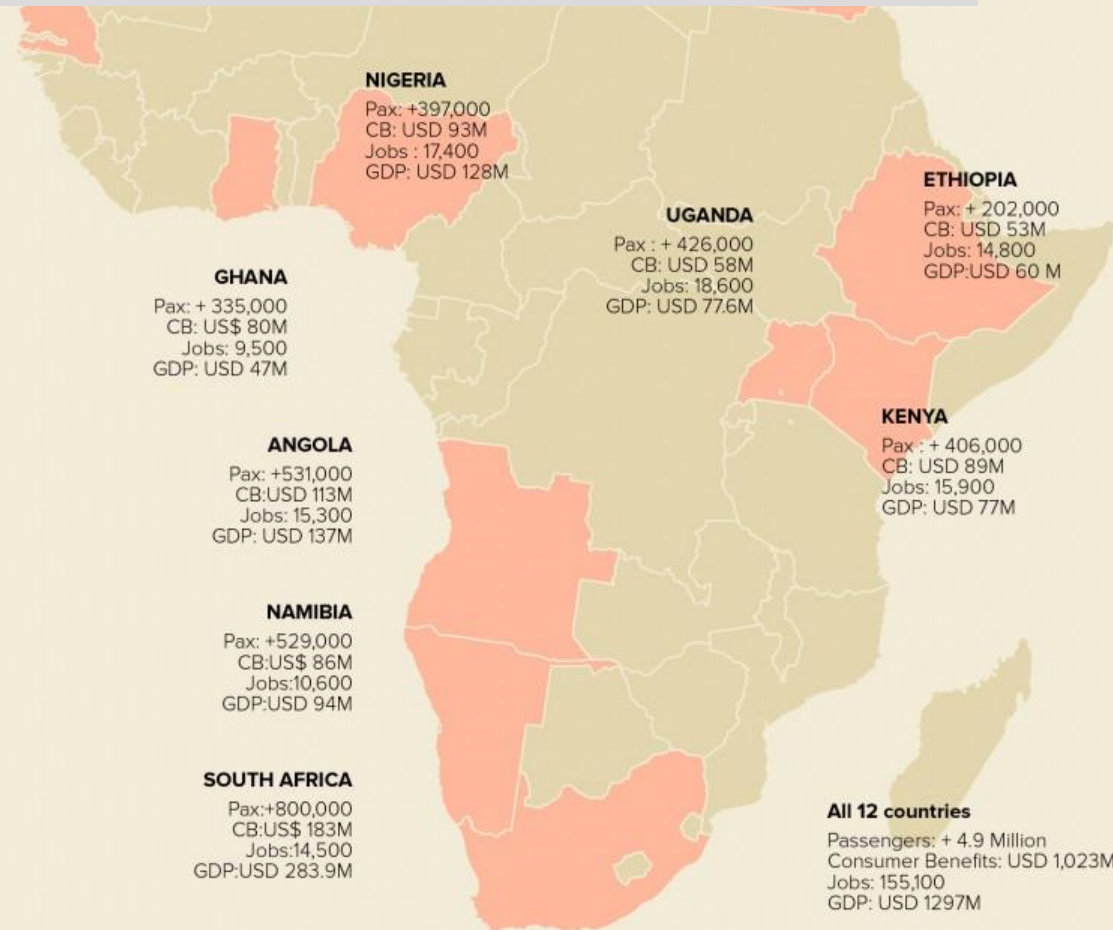 NIGERIA
Pax: +397,000
CB: USD 93M
Jobs : 17,400
GDP: USD 128M
ETHIOPIA
Pax: + 202,000
CB: USD 53M
Jobs: 14,800
GDP:USD 60 M
UGANDA
Pax : + 426,000
CB: USD 58M
Jobs: 18,600
GDP: USD 77.6M
GHANA
Pax: + 335,000
CB: US$ 80M
Jobs: 9,500
GDP: USD 47M
KENYA
Pax : + 406,000
CB: USD 89M
Jobs: 15,900
GDP: USD 77M
ANGOLA
Pax: +531,000
CB:USD 113M
Jobs: 15,300
GDP: USD 137M
NAMIBIA
Pax: +529,000
CB:US$ 86M
Jobs:10,600
GDP:USD 94M
SOUTH AFRICA
Pax:+800,000
CB:US$ 183M
Jobs:14,500
GDP:USD 283.9M
All 12 countries
Passengers: + 4.9 Million
Consumer Benefits: USD 1,023M
Jobs: 155,100
GDP: USD 1297M